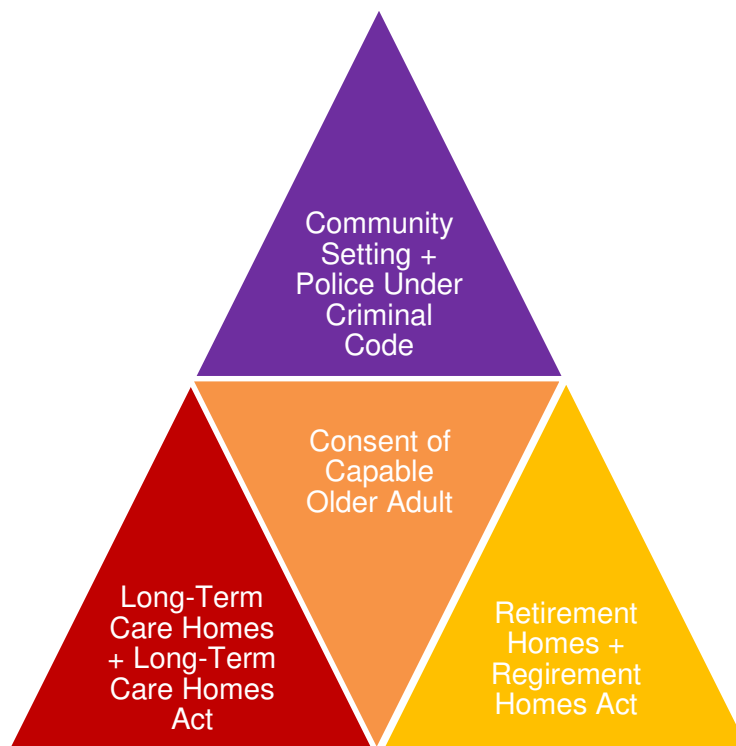 Community
Setting +
Police Under
Criminal
Code
Consent of
Capable
Older Adult
Long-Term
Care Homes
+ Long-Term
Care Homes
Act
Retirement
Homes +
Regirement
Homes Act